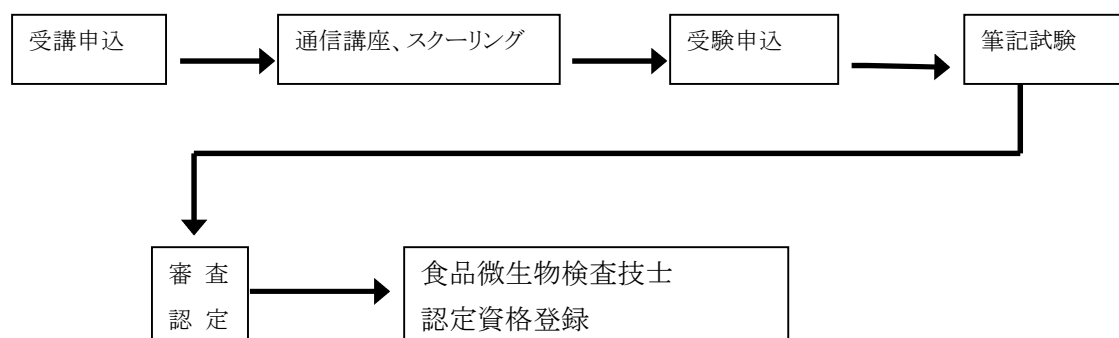 受講申込
通信講座、スクーリング
受験申込
筆記試験
審 査
認 定
食品微生物検査技士
認定資格登録